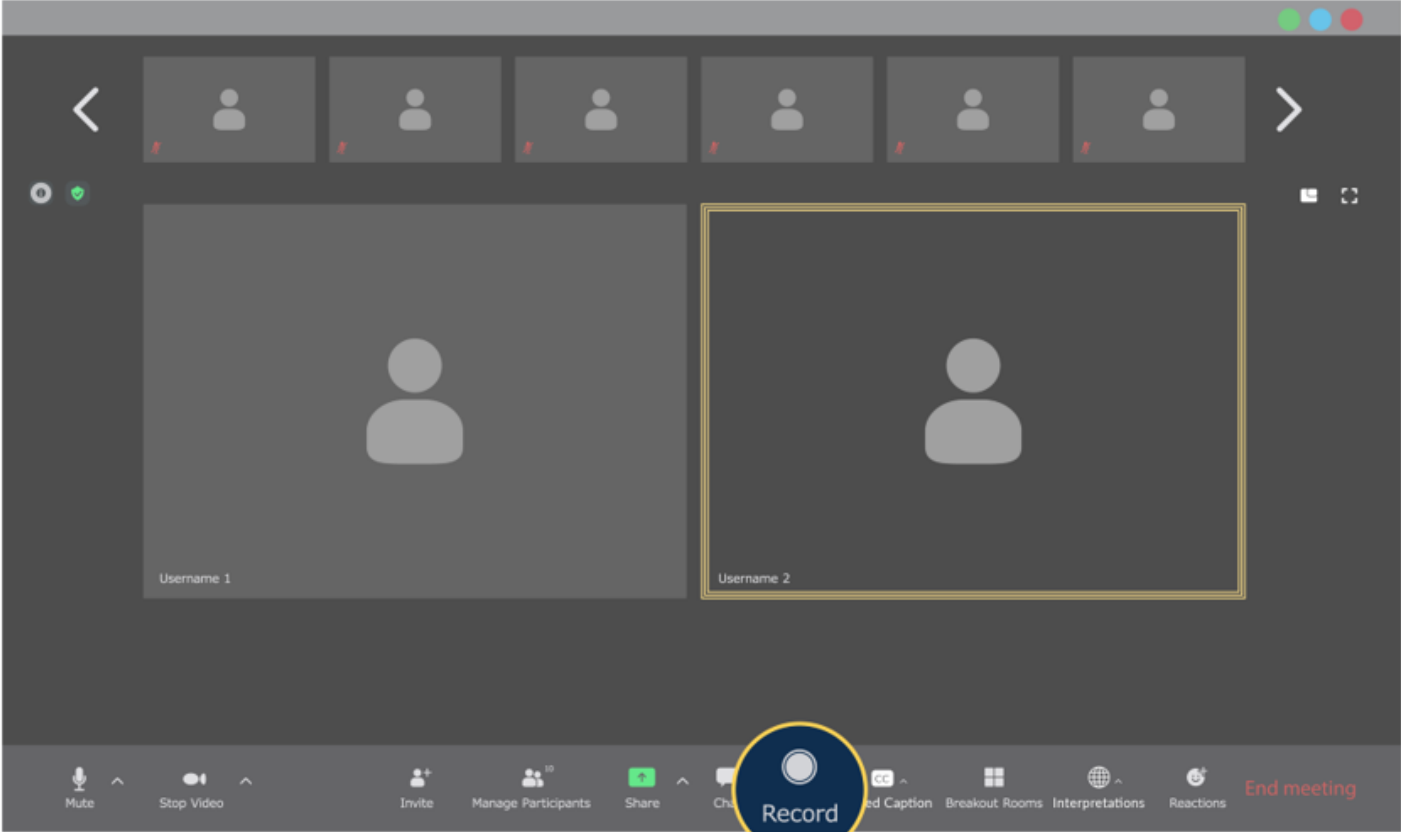 Username 1
Username 2
10
Mute
Stop Video
Invite
Manage Participants
Share
Record
CC
Caption
Breakout Rooms
Interpretations
Reactions
End meeting